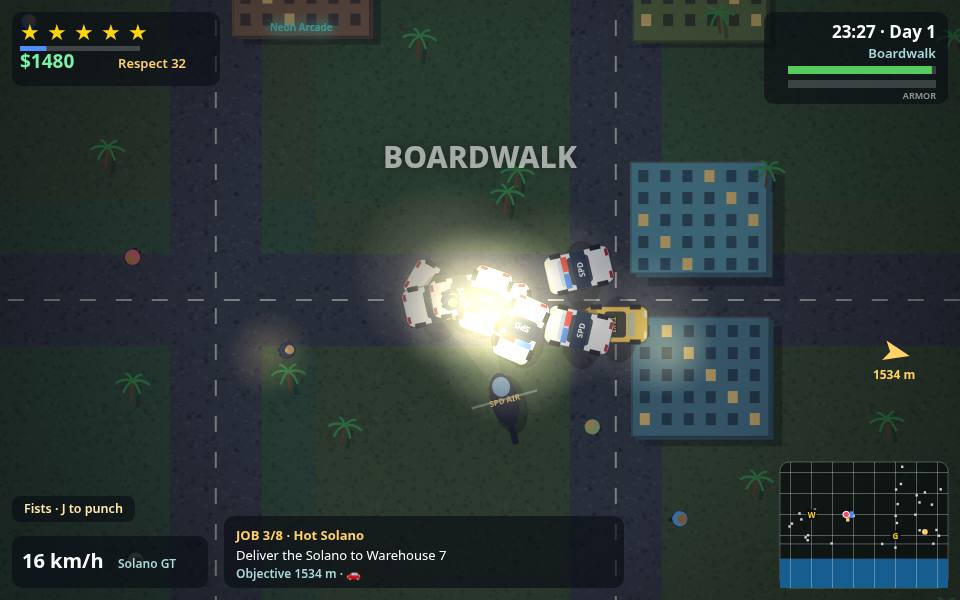 Neon Arcade
★ ★ ★ ★ ★
$1480
Respect 32
23:27 · Day 1
Boardwalk
ARMOR
BOARDWALK
SPD
SPD
SPD
SPD AIR
1534 m
Fists · J to punch
16 km/h
Solano GT
JOB 3/8 · Hot Solano
Deliver the Solano to Warehouse 7
Objective 1534 m · 🚗
W
G